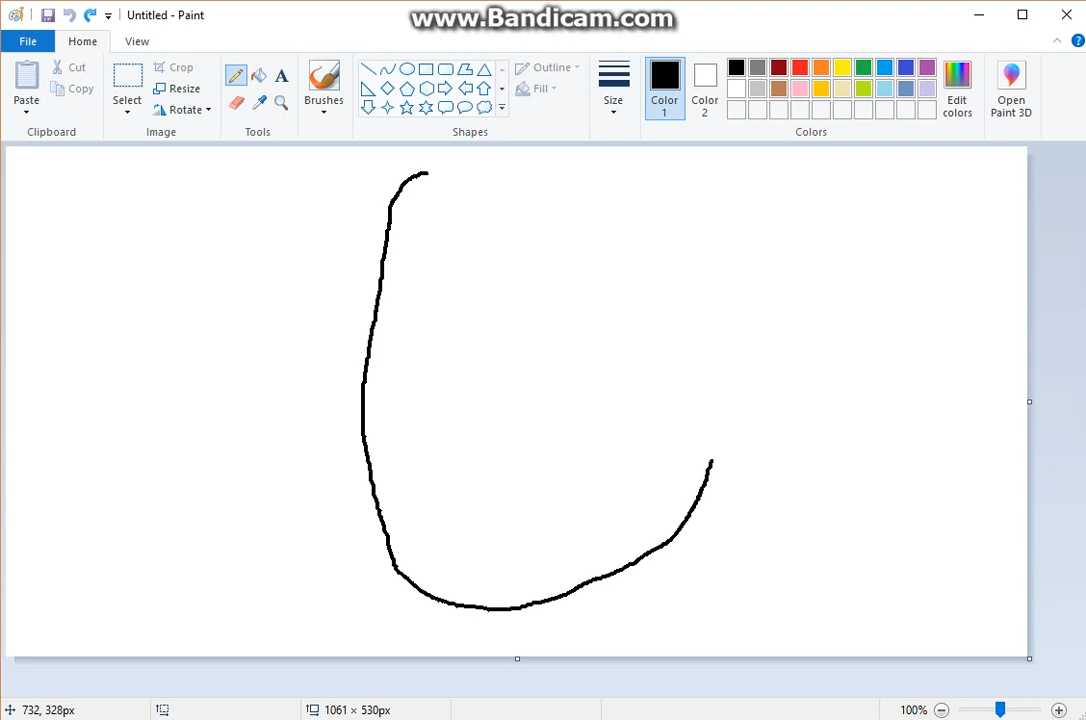 www.Bandicam.com
Untitled - Paint
File
Home
View
Paste
Cut
Copy
Clipboard
Select
Crop
Resize
Rotate
Image
Tools
Brushes
Shapes
Outline
Fill
Size
Color
1
Color
2
Colors
Edit
colors
Open
Paint 3D
732, 328px
1061 × 530px
100%